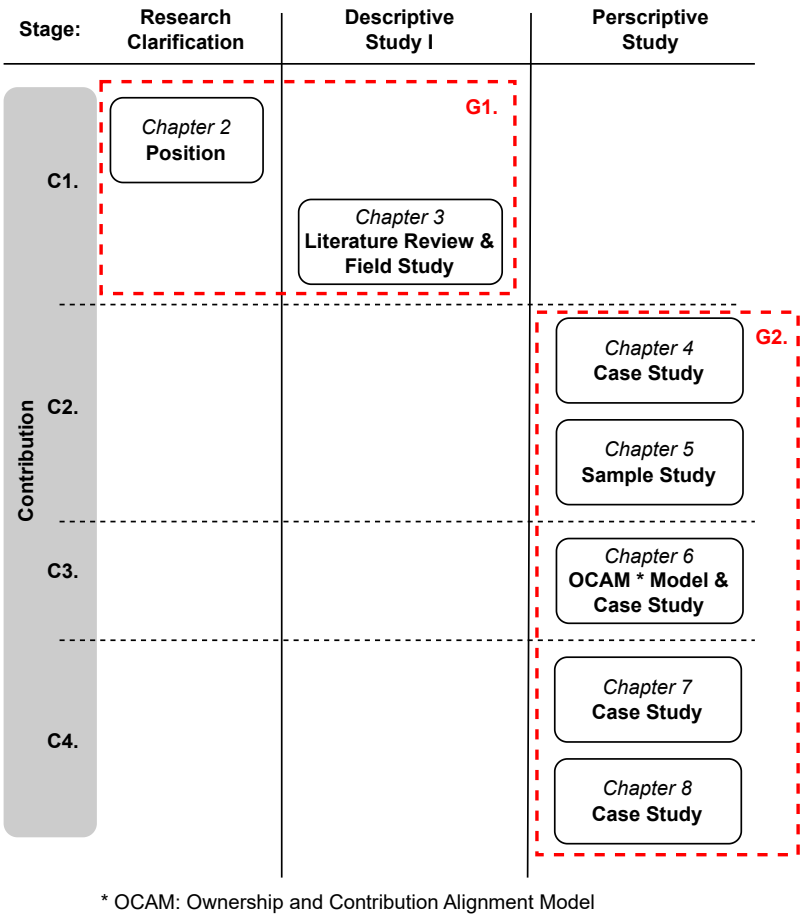 Stage:
Research
Clarification
Descriptive
Study I
Perscriptive
Study
Contribution
C1.
G1.
Chapter 2
Position
Chapter 3
Literature Review &
Field Study
C2.
G2.
Chapter 4
Case Study
Chapter 5
Sample Study
C3.
Chapter 6
OCAM * Model &
Case Study
C4.
Chapter 7
Case Study
Chapter 8
Case Study
* OCAM: Ownership and Contribution Alignment Model